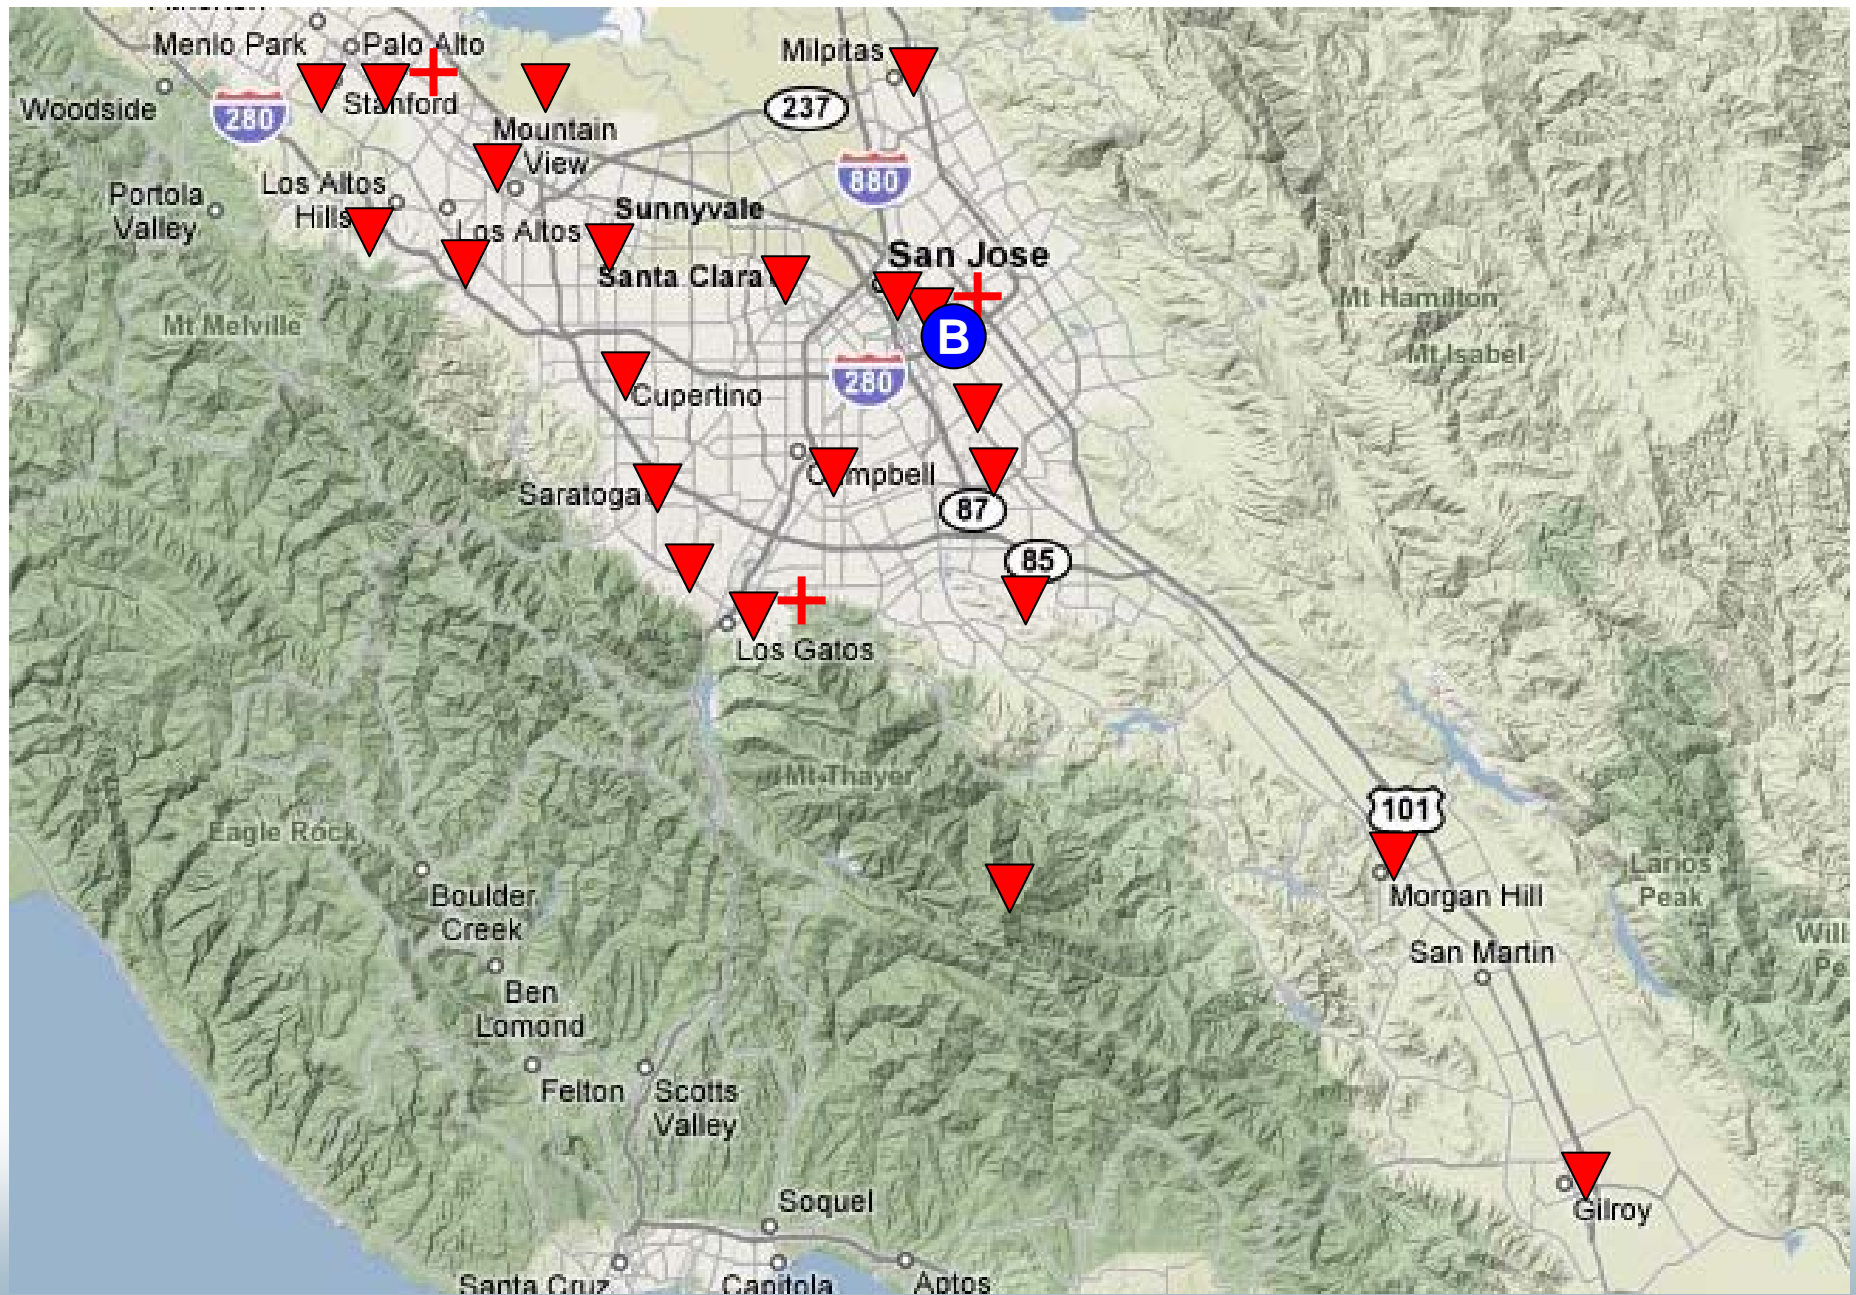 Menlo Park
Palo Alto
Milpitas
Woodside
280
Stanford
237
Mountain
View
880
Los Altos
Hills
Portola
Valley
Sunnyvale
Los Altos
San Jose
Santa Clara
Mt Hamilton
Mt Melville
B
Mt Isabel
280
Cupertino
Campbell
Saratoga
87
85
Los Gatos
Mt Thayer
101
Eagle Rock
Larios
Peak
Boulder
Creek
Morgan Hill
San Martin
Will
Pe
Ben
Lomond
Felton
Scotts
Valley
Soquel
Gilroy
Santa Cruz
Capitola
Aptos